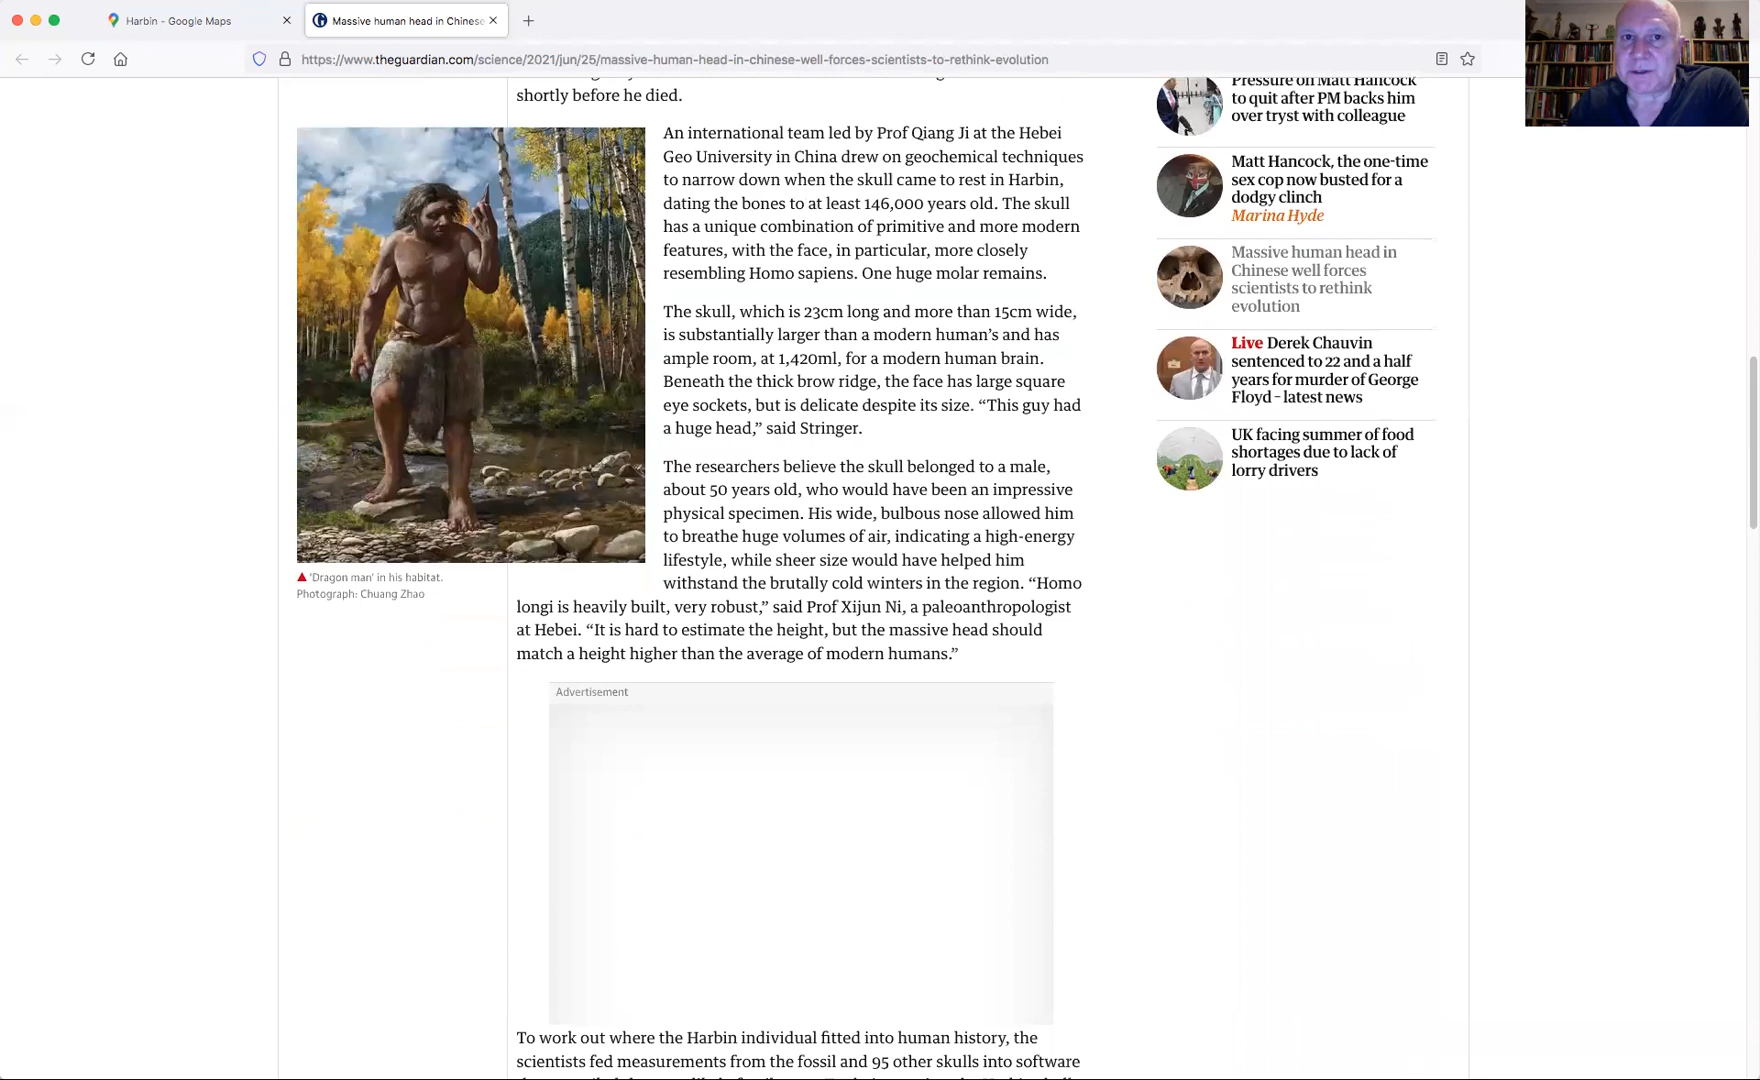 Harbin - Google Maps
Massive human head in Chinese
https://www.theguardian.com/science/2021/jun/25/massive-human-head-in-chinese-well-forces-scientists-to-rethink-evolution
shortly before he died.
An international team led by Prof Qiang Ji at the Hebei
Geo University in China drew on geochemical techniques
to narrow down when the skull came to rest in Harbin,
dating the bones to at least 146,000 years old. The skull
has a unique combination of primitive and more modern
features, with the face, in particular, more closely
resembling Homo sapiens. One huge molar remains.
The skull, which is 23cm long and more than 15cm wide,
is substantially larger than a modern human’s and has
ample room, at 1,420ml, for a modern human brain.
Beneath the thick brow ridge, the face has large square
eye sockets, but is delicate despite its size. “This guy had
a huge head,” said Stringer.
The researchers believe the skull belonged to a male,
about 50 years old, who would have been an impressive
physical specimen. His wide, bulbous nose allowed him
to breathe huge volumes of air, indicating a high-energy
lifestyle, while sheer size would have helped him
withstand the brutally cold winters in the region. “Homo
longi is heavily built, very robust,” said Prof Xijun Ni, a paleoanthropologist
at Hebei. “It is hard to estimate the height, but the massive head should
match a height higher than the average of modern humans.”
'Dragon man' in his habitat.
Photograph: Chuang Zhao
Advertisement
To work out where the Harbin individual fitted into human history, the
scientists fed measurements from the fossil and 95 other skulls into software
Pressure on Matt Hancock
to quit after PM backs him
over tryst with colleague
Matt Hancock, the one-time
sex cop now busted for a
dodgy clinch
Marina Hyde
Massive human head in
Chinese well forces
scientists to rethink
evolution
Live Derek Chauvin
sentenced to 22 and a half
years for murder of George
Floyd – latest news
UK facing summer of food
shortages due to lack of
lorry drivers